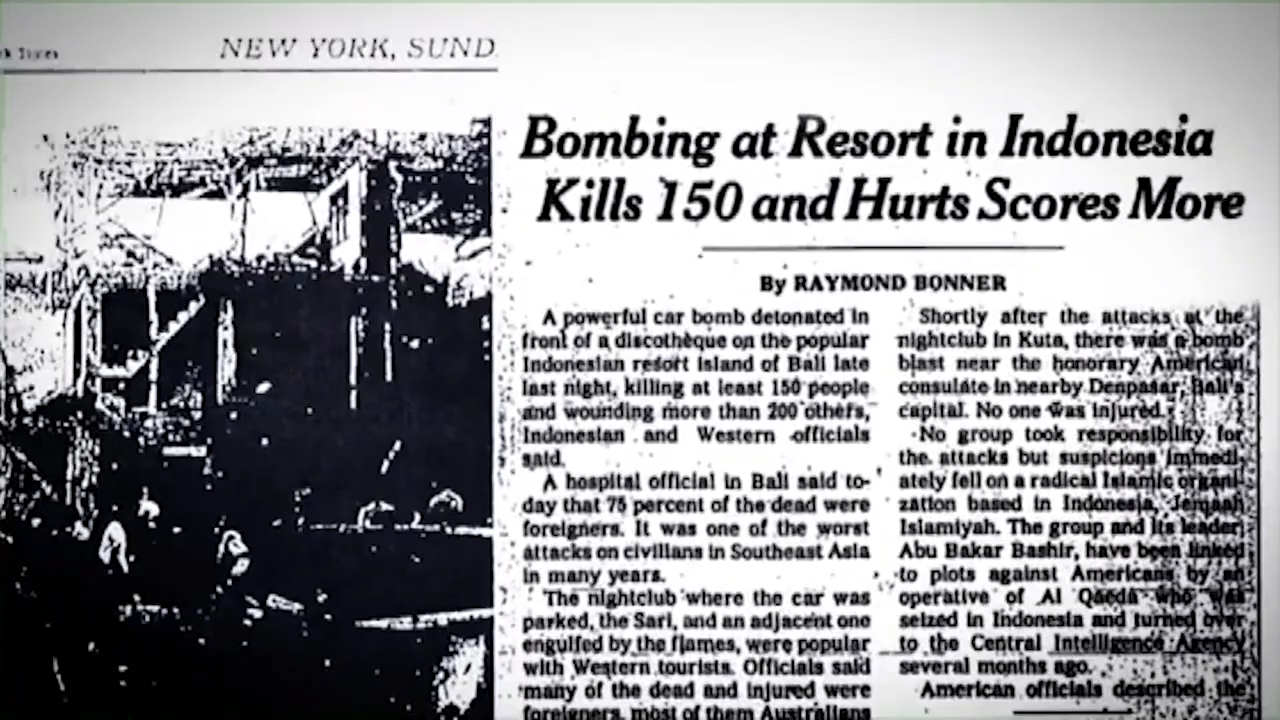 Times
NEW YORK, SUND
Bombing at Resort in Indonesia
Kills 150 and Hurts Scores More
By RAYMOND BONNER
A powerful car bomb detonated in
front of a discothèque on the popular
Indonesian resort island of Bali late
last night, killing at least 150 people
and wounding more than 200 others,
Indonesian and Western officials
said.
A hospital official in Bali said to-
day that 75 percent of the dead were
foreigners. It was one of the worst
attacks on civilians in Southeast Asia
in many years.
The nightclub where the car was
parked, the Sari, and an adjacent one
engulfed by the flames, were popular
with Western tourists. Officials said
many of the dead and injured were
foreigners, most of them Australians
Shortly after the attacks at the
nightclub in Kuta, there was a bomb
blast near the honorary American
consulate in nearby Denpasar, Bali's
capital. No one was injured.
No group took responsibility for
the attacks but suspicions immedi-
ately fell on a radical Islamic organi-
zation based in Indonesia, Jemaah
Islamiyah. The group and its leader,
Abu Bakar Bashir, have been linked
to plots against Americans by an
operative of Al Qaeda who was
seized in Indonesia and turned over
to the Central Intelligence Agency
several months ago.
American officials described the